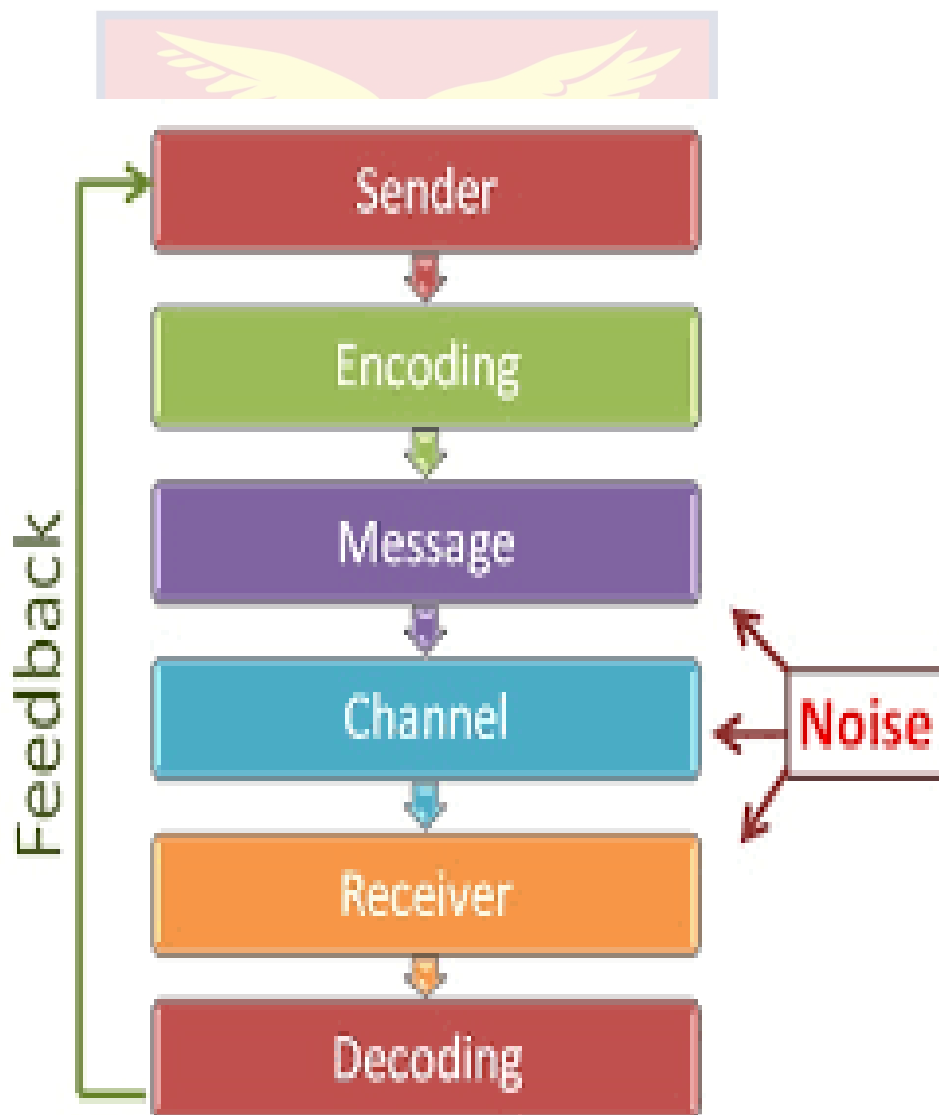 Sender
Encoding
Message
Channel
Receiver
Decoding
Feedback
Noise